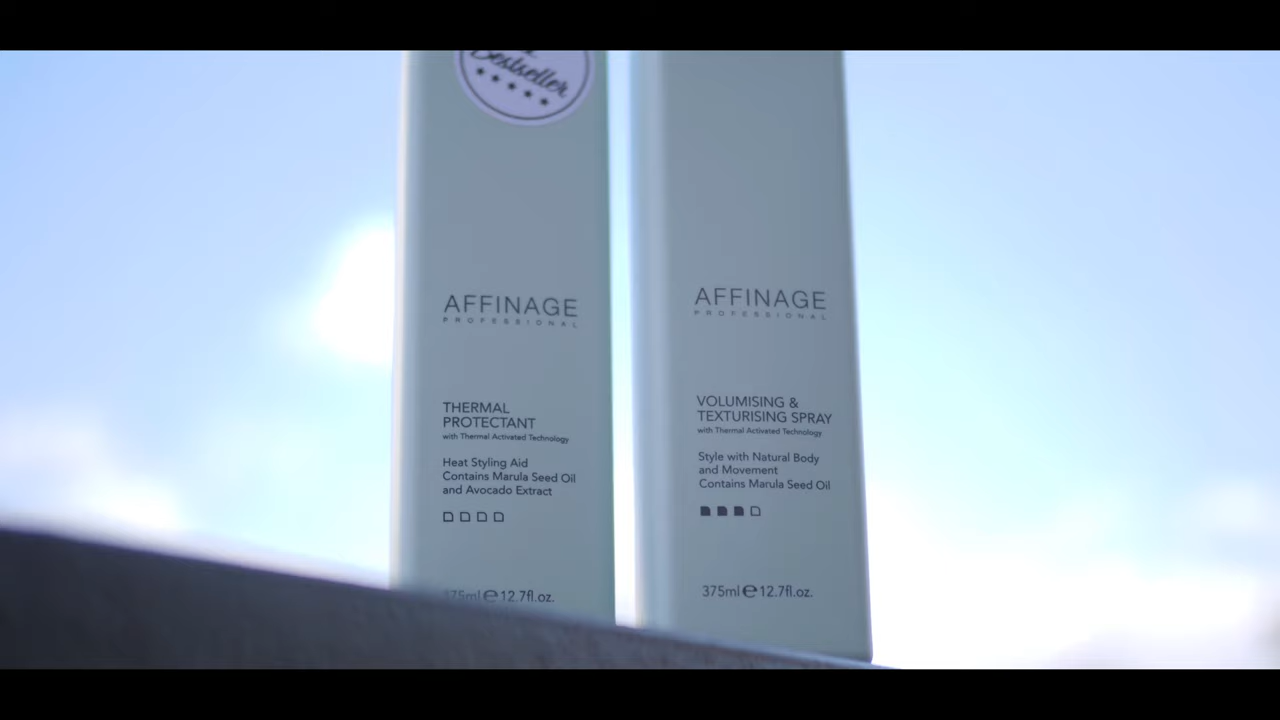 Bestseller
AFFINAGE
PROFESSIONAL
THERMAL
PROTECTANT
with Thermal Activated Technology
Heat Styling Aid
Contains Marula Seed Oil
and Avocado Extract
375ml e 12.7fl.oz.
AFFINAGE
PROFESSIONAL
VOLUMISING &
TEXTURISING SPRAY
with Thermal Activated Technology
Style with Natural Body
and Movement
Contains Marula Seed Oil
375ml e 12.7fl.oz.